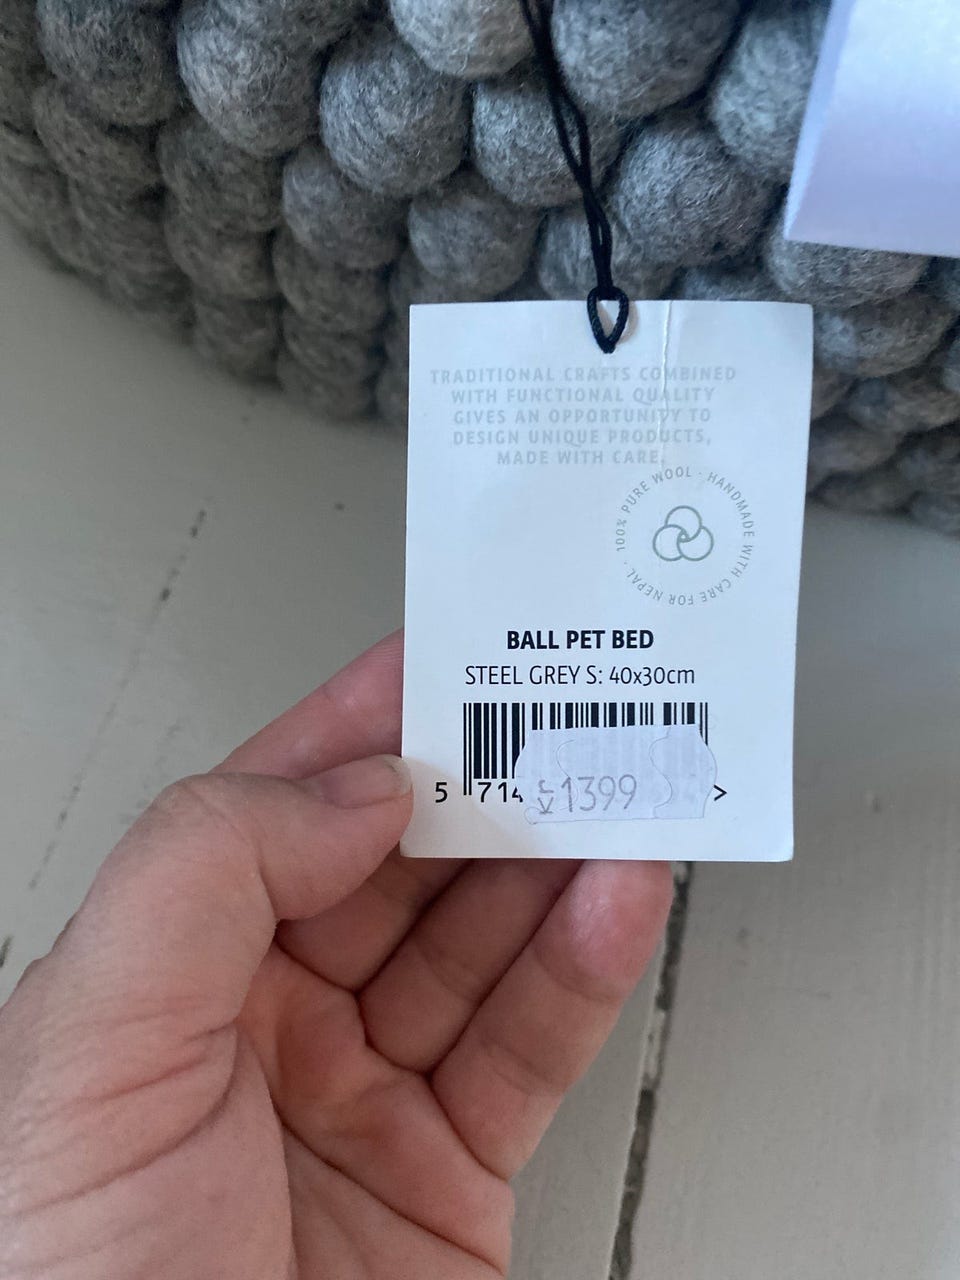 TRADITIONAL CRAFTS COMBINED
WITH FUNCTIONAL QUALITY
GIVES AN OPPORTUNITY TO
DESIGN UNIQUE PRODUCTS,
MADE WITH CARE.
100% PURE WOOL · HANDMADE WITH CARE FOR NEPAL ·
BALL PET BED
STEEL GREY S: 40x30cm
5 714 >
Kr 1399